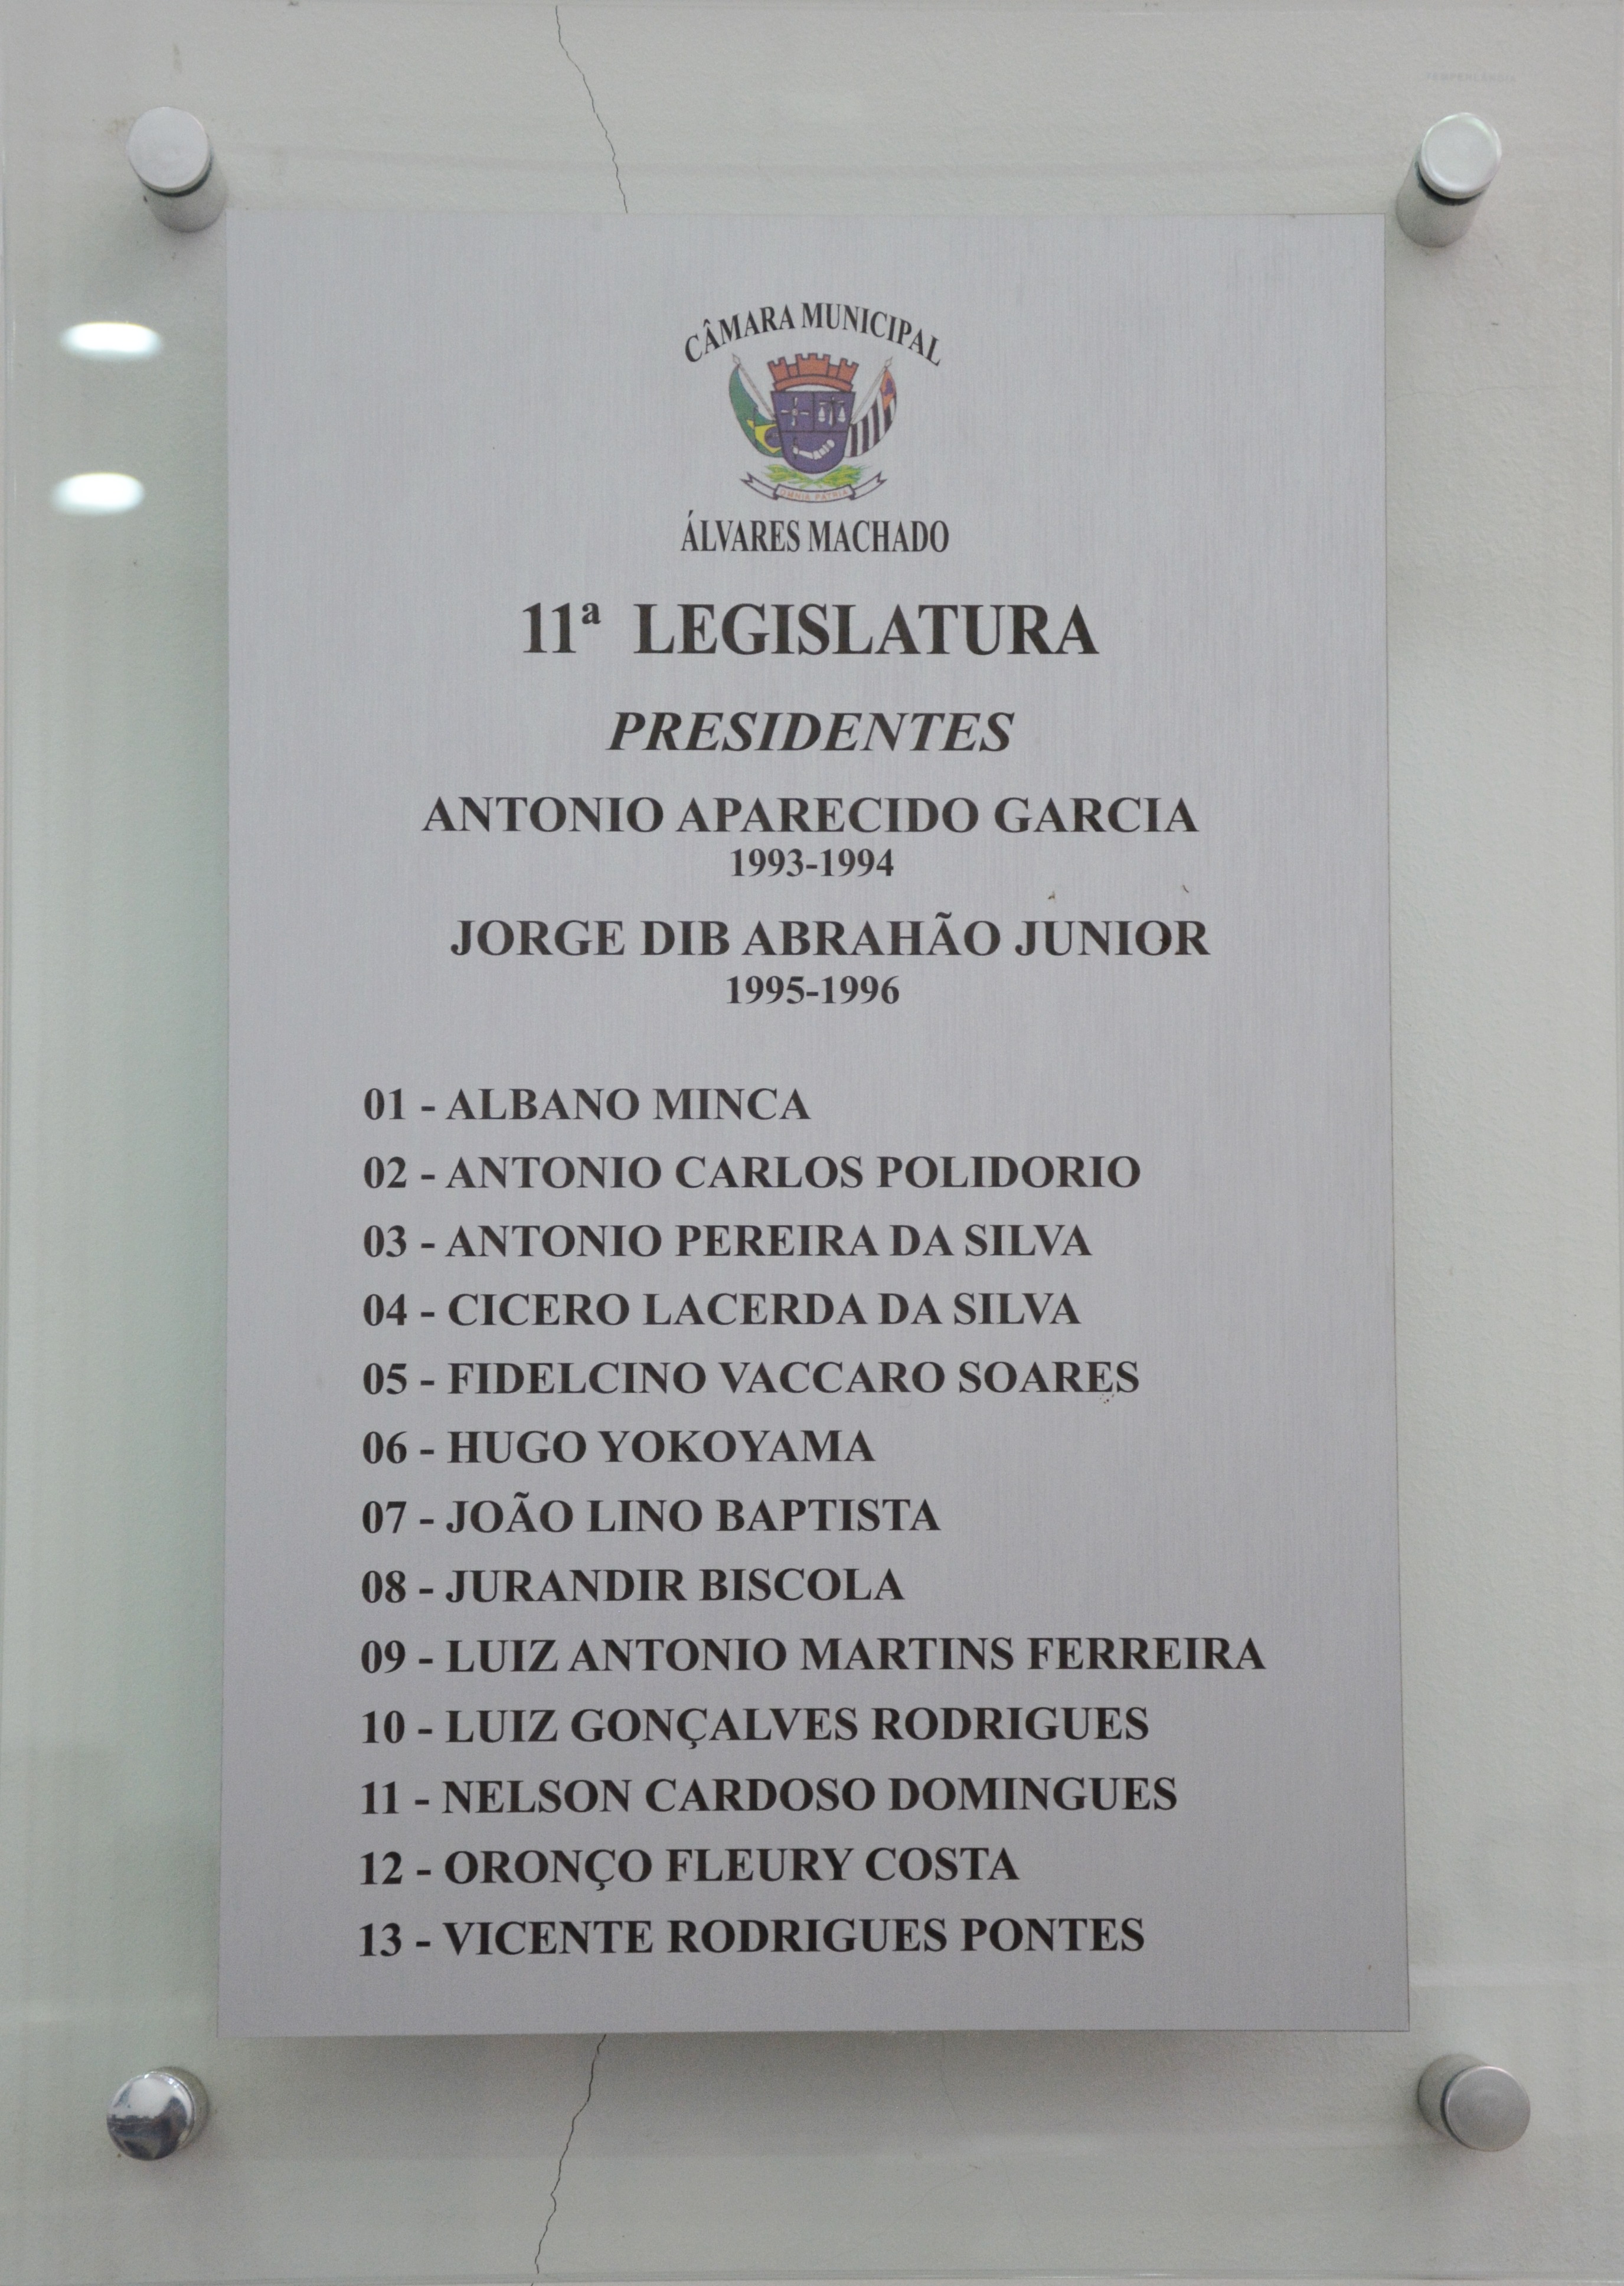 CÂMARA MUNICIPAL
OMNIA PATRIA
ÁLVARES MACHADO
11ª LEGISLATURA
PRESIDENTES
ANTONIO APARECIDO GARCIA
1993-1994
JORGE DIB ABRAHÃO JUNIOR
1995-1996
01 - ALBANO MINCA
02 - ANTONIO CARLOS POLIDORIO
03 - ANTONIO PEREIRA DA SILVA
04 - CICERO LACERDA DA SILVA
05 - FIDELCINO VACCARO SOARES
06 - HUGO YOKOYAMA
07 - JOÃO LINO BAPTISTA
08 - JURANDIR BISCOLA
09 - LUIZ ANTONIO MARTINS FERREIRA
10 - LUIZ GONÇALVES RODRIGUES
11 - NELSON CARDOSO DOMINGUES
12 - ORONÇO FLEURY COSTA
13 - VICENTE RODRIGUES PONTES